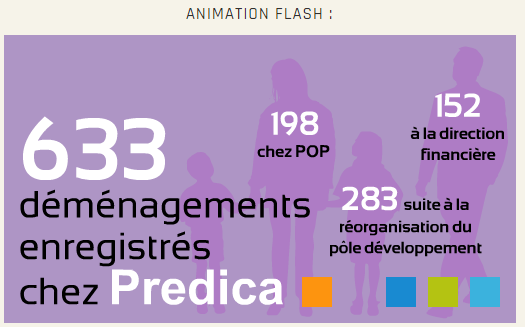 ANIMATION FLASH :
633
déménagements
enregistrés
chez Predica
198
chez POP
152
à la direction
financière
283 suite à la
réorganisation du
pôle développement